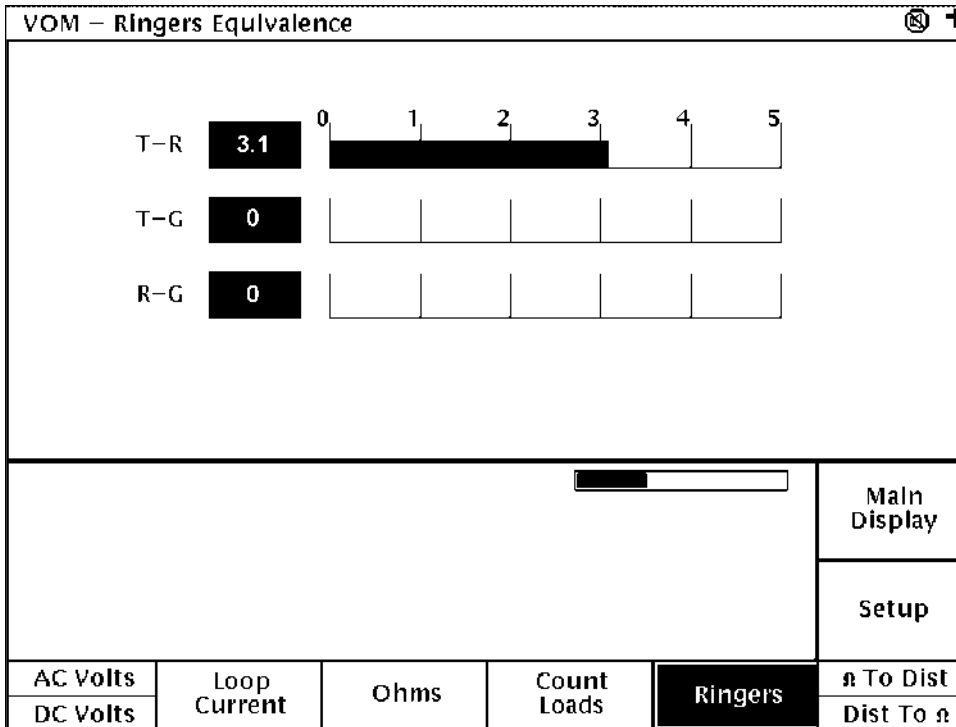 VOM – Ringers Equivalence
0 1 2 3 4 5
T–R 3.1
T–G 0
R–G 0
Main
Display
Setup
AC Volts
DC Volts
Loop
Current
Ohms
Count
Loads
Ringers
Ω To Dist
Dist To Ω